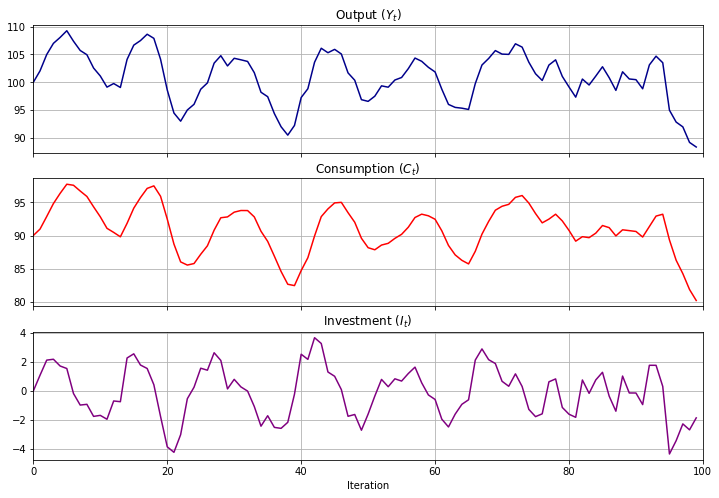 Output (Y_t)
110
105
100
95
90
Consumption (C_t)
95
90
85
80
Investment (I_t)
4
2
0
−2
−4
0 20 40 60 80 100
Iteration